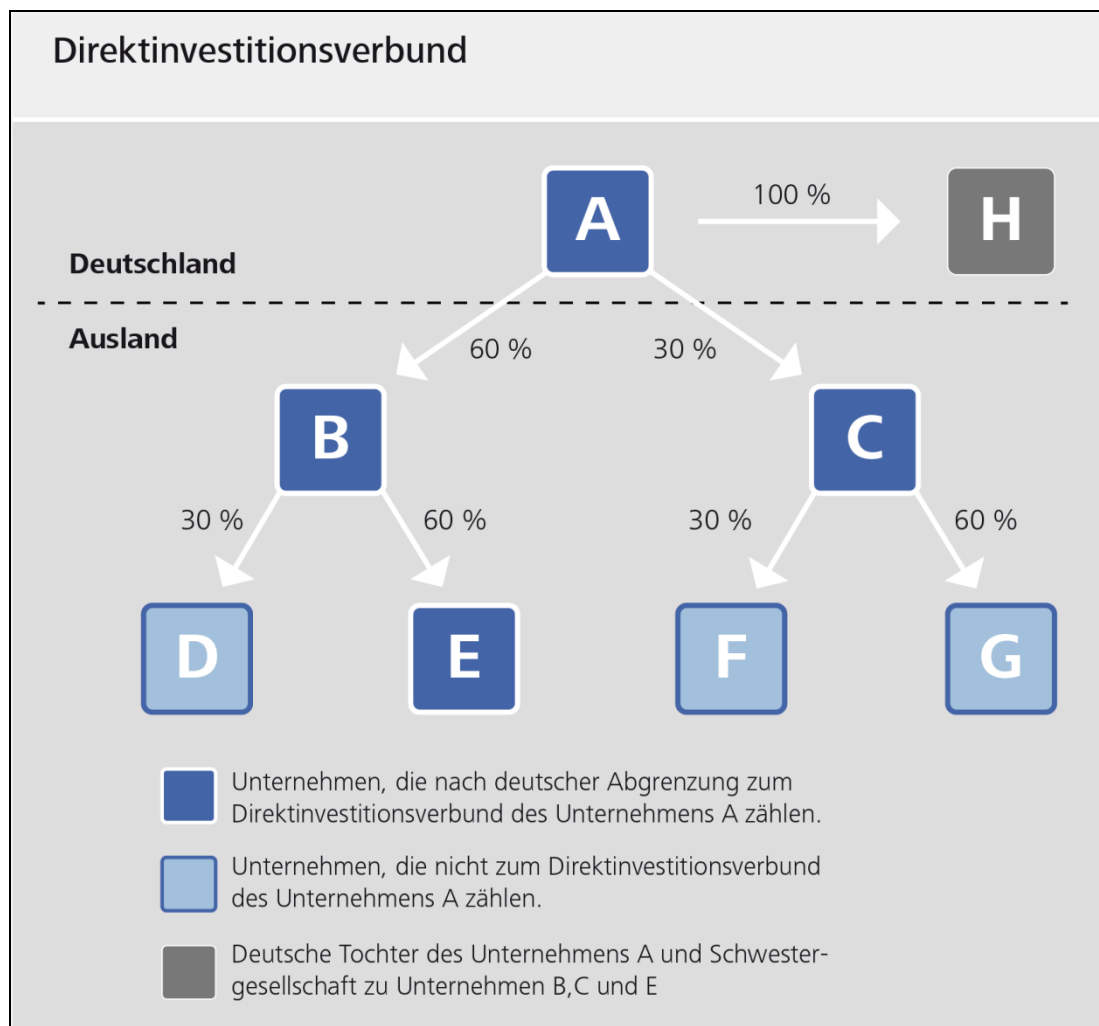 Direktinvestitionsverbund
A
100 %
H
Deutschland
Ausland
60 %
30 %
B
C
30 %
60 %
30 %
60 %
D
E
F
G
Unternehmen, die nach deutscher Abgrenzung zum
Direktinvestitionsverbund des Unternehmens A zählen.
Unternehmen, die nicht zum Direktinvestitionsverbund
des Unternehmens A zählen.
Deutsche Tochter des Unternehmens A und Schwester-
gesellschaft zu Unternehmen B,C und E